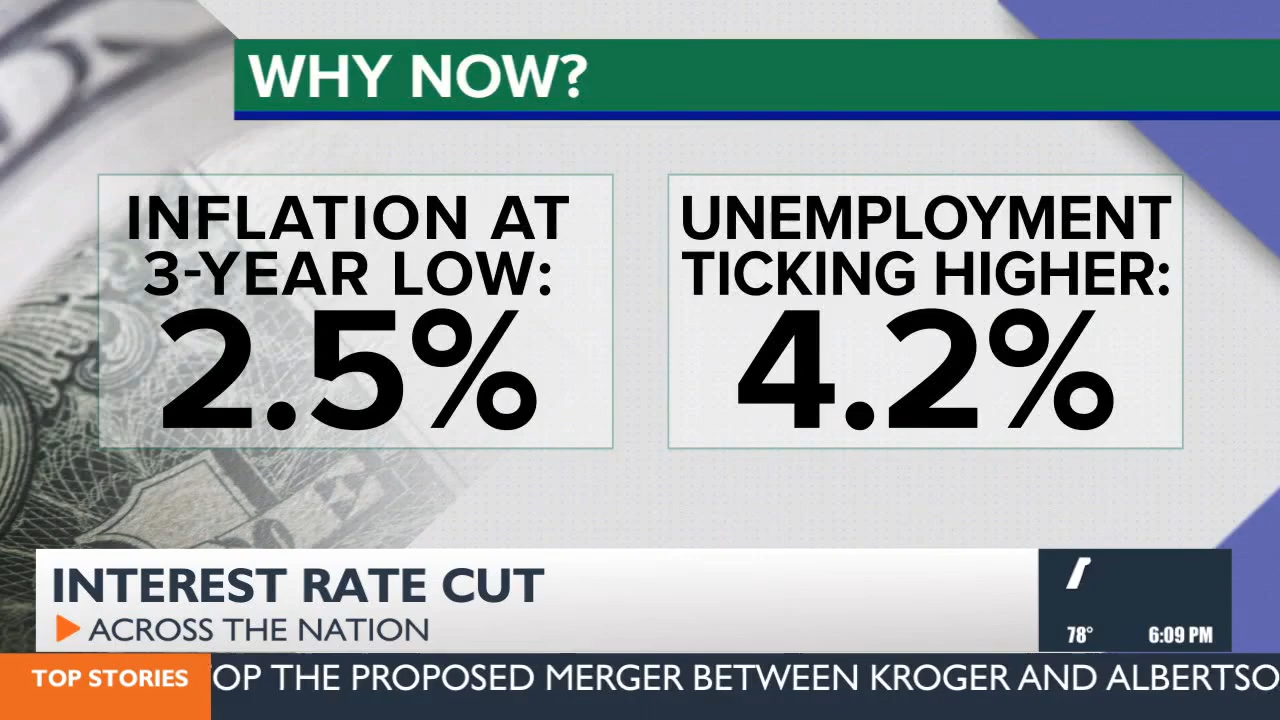 WHY NOW?
INFLATION AT
3-YEAR LOW:
2.5%
UNEMPLOYMENT
TICKING HIGHER:
4.2%
INTEREST RATE CUT
ACROSS THE NATION
78° 6:09 PM
TOP STORIES
OP THE PROPOSED MERGER BETWEEN KROGER AND ALBERTSO